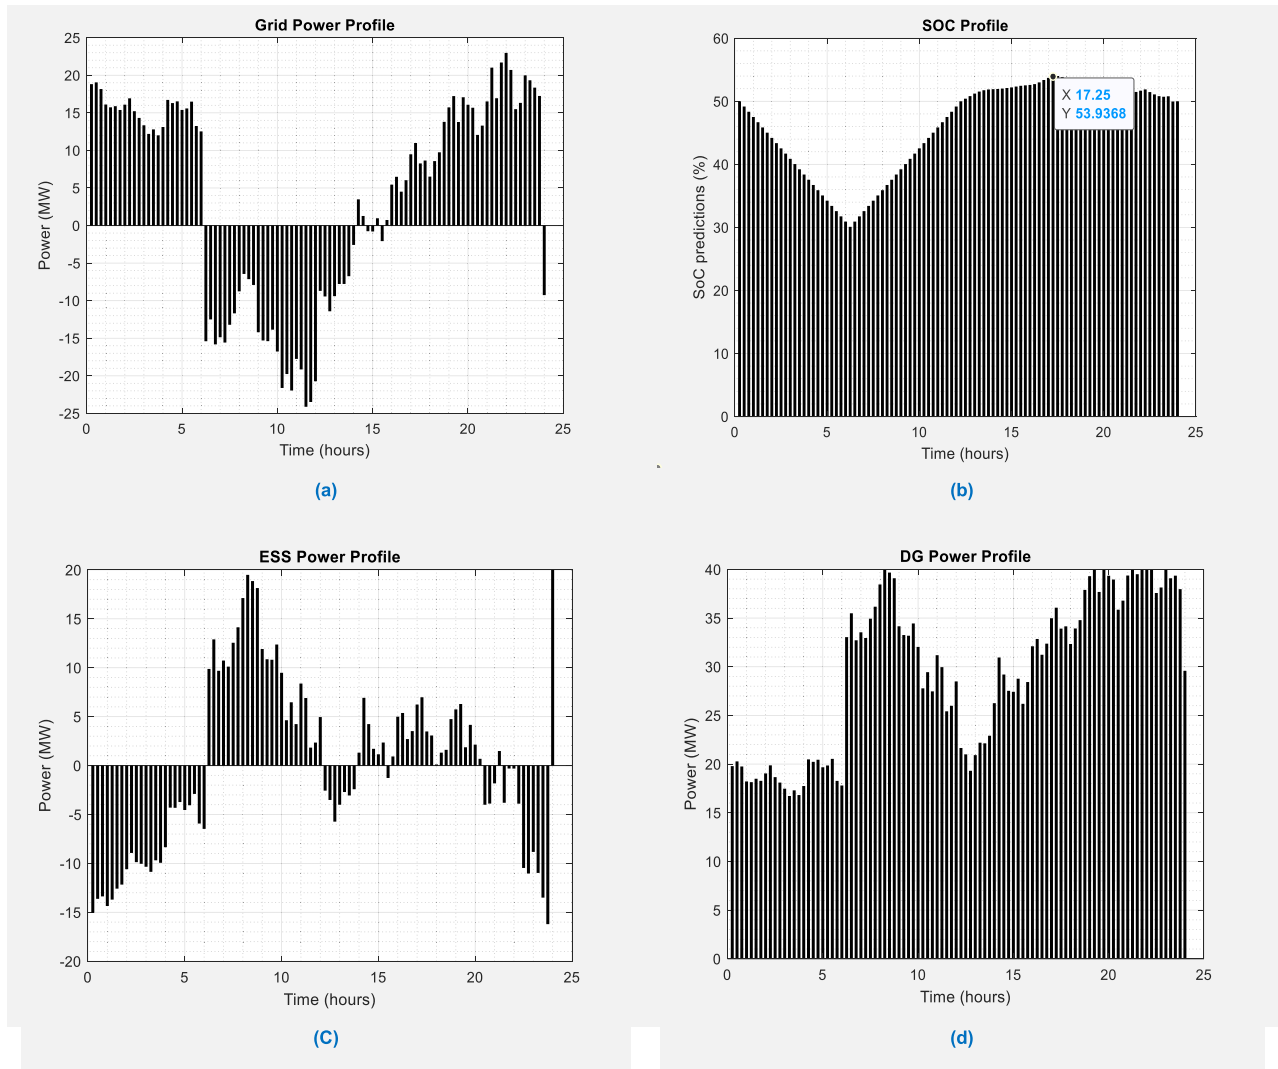 Grid Power Profile
25
20
15
10
5
0
-5
-10
-15
-20
-25
Power (MW)
0 5 10 15 20 25
Time (hours)
(a)
SOC Profile
60
50
40
30
20
10
0
SoC predictions (%)
X 17.25
Y 53.9368
0 5 10 15 20 25
Time (hours)
(b)
ESS Power Profile
20
15
10
5
0
-5
-10
-15
-20
Power (MW)
0 5 10 15 20 25
Time (hours)
(C)
DG Power Profile
40
35
30
25
20
15
10
5
0
Power (MW)
0 5 10 15 20 25
Time (hours)
(d)